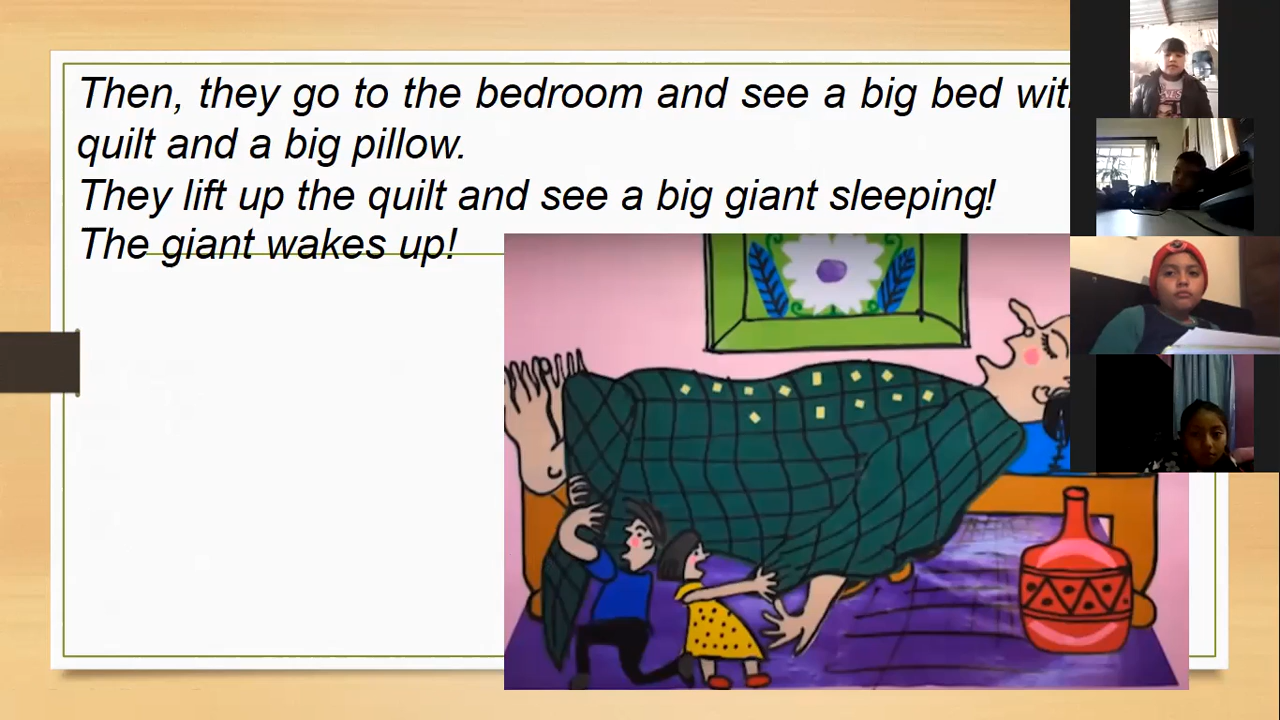 Then, they go to the bedroom and see a big bed with
quilt and a big pillow.
They lift up the quilt and see a big giant sleeping!
The giant wakes up!